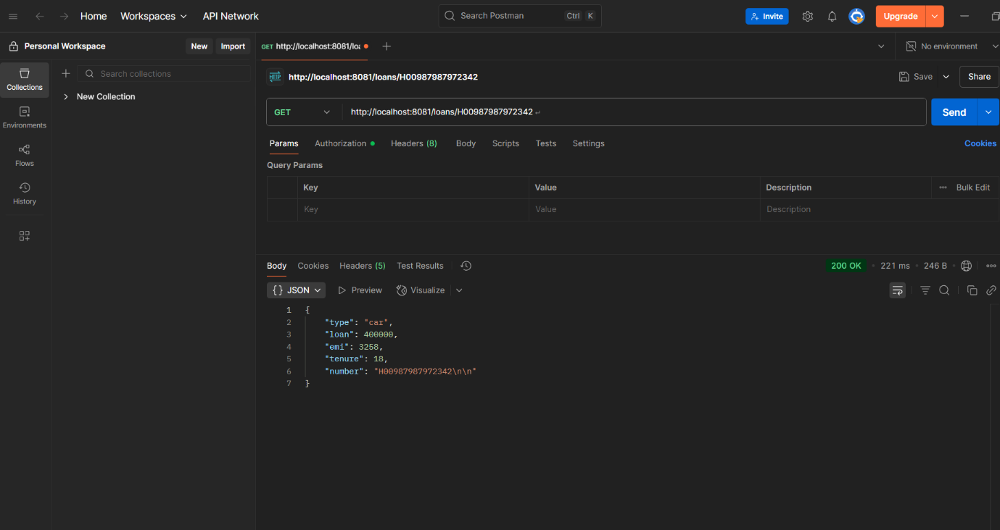 Home Workspaces API Network Search Postman Ctrl K Invite Upgrade
Personal Workspace New Import GET http://localhost:8081/loa No environment
Collections Search collections HTTP http://localhost:8081/loans/H00987987972342 Save Share
New Collection
GET http://localhost:8081/loans/H00987987972342 Send
Environments
Params Authorization Headers (8) Body Scripts Tests Settings Cookies
Flows
Query Params
Key Value Description Bulk Edit
History
Key Value Description
Body Cookies Headers (5) Test Results 200 OK 221 ms 246 B
{} JSON Preview Visualize
1 {
2 "type": "car",
3 "loan": 400000,
4 "emi": 3258,
5 "tenure": 18,
6 "number": "H00987987972342\n\n"
7 }